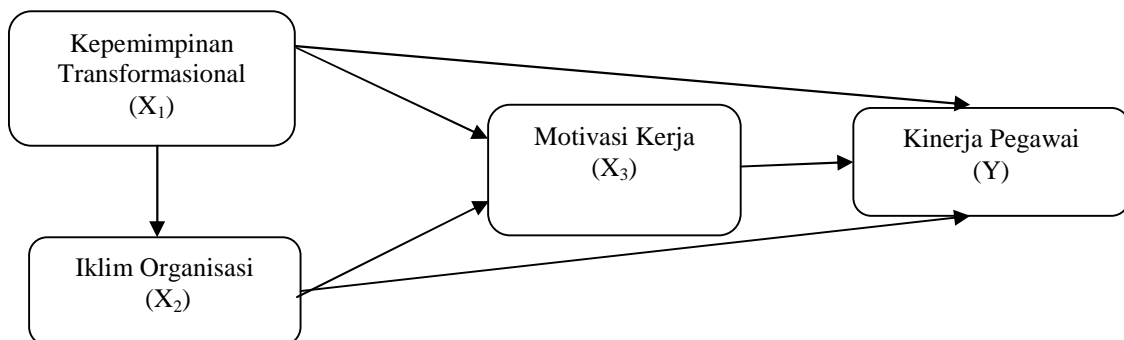 Kepemimpinan
Transformasional
(X₁)
Motivasi Kerja
(X₃)
Kinerja Pegawai
(Y)
Iklim Organisasi
(X₂)